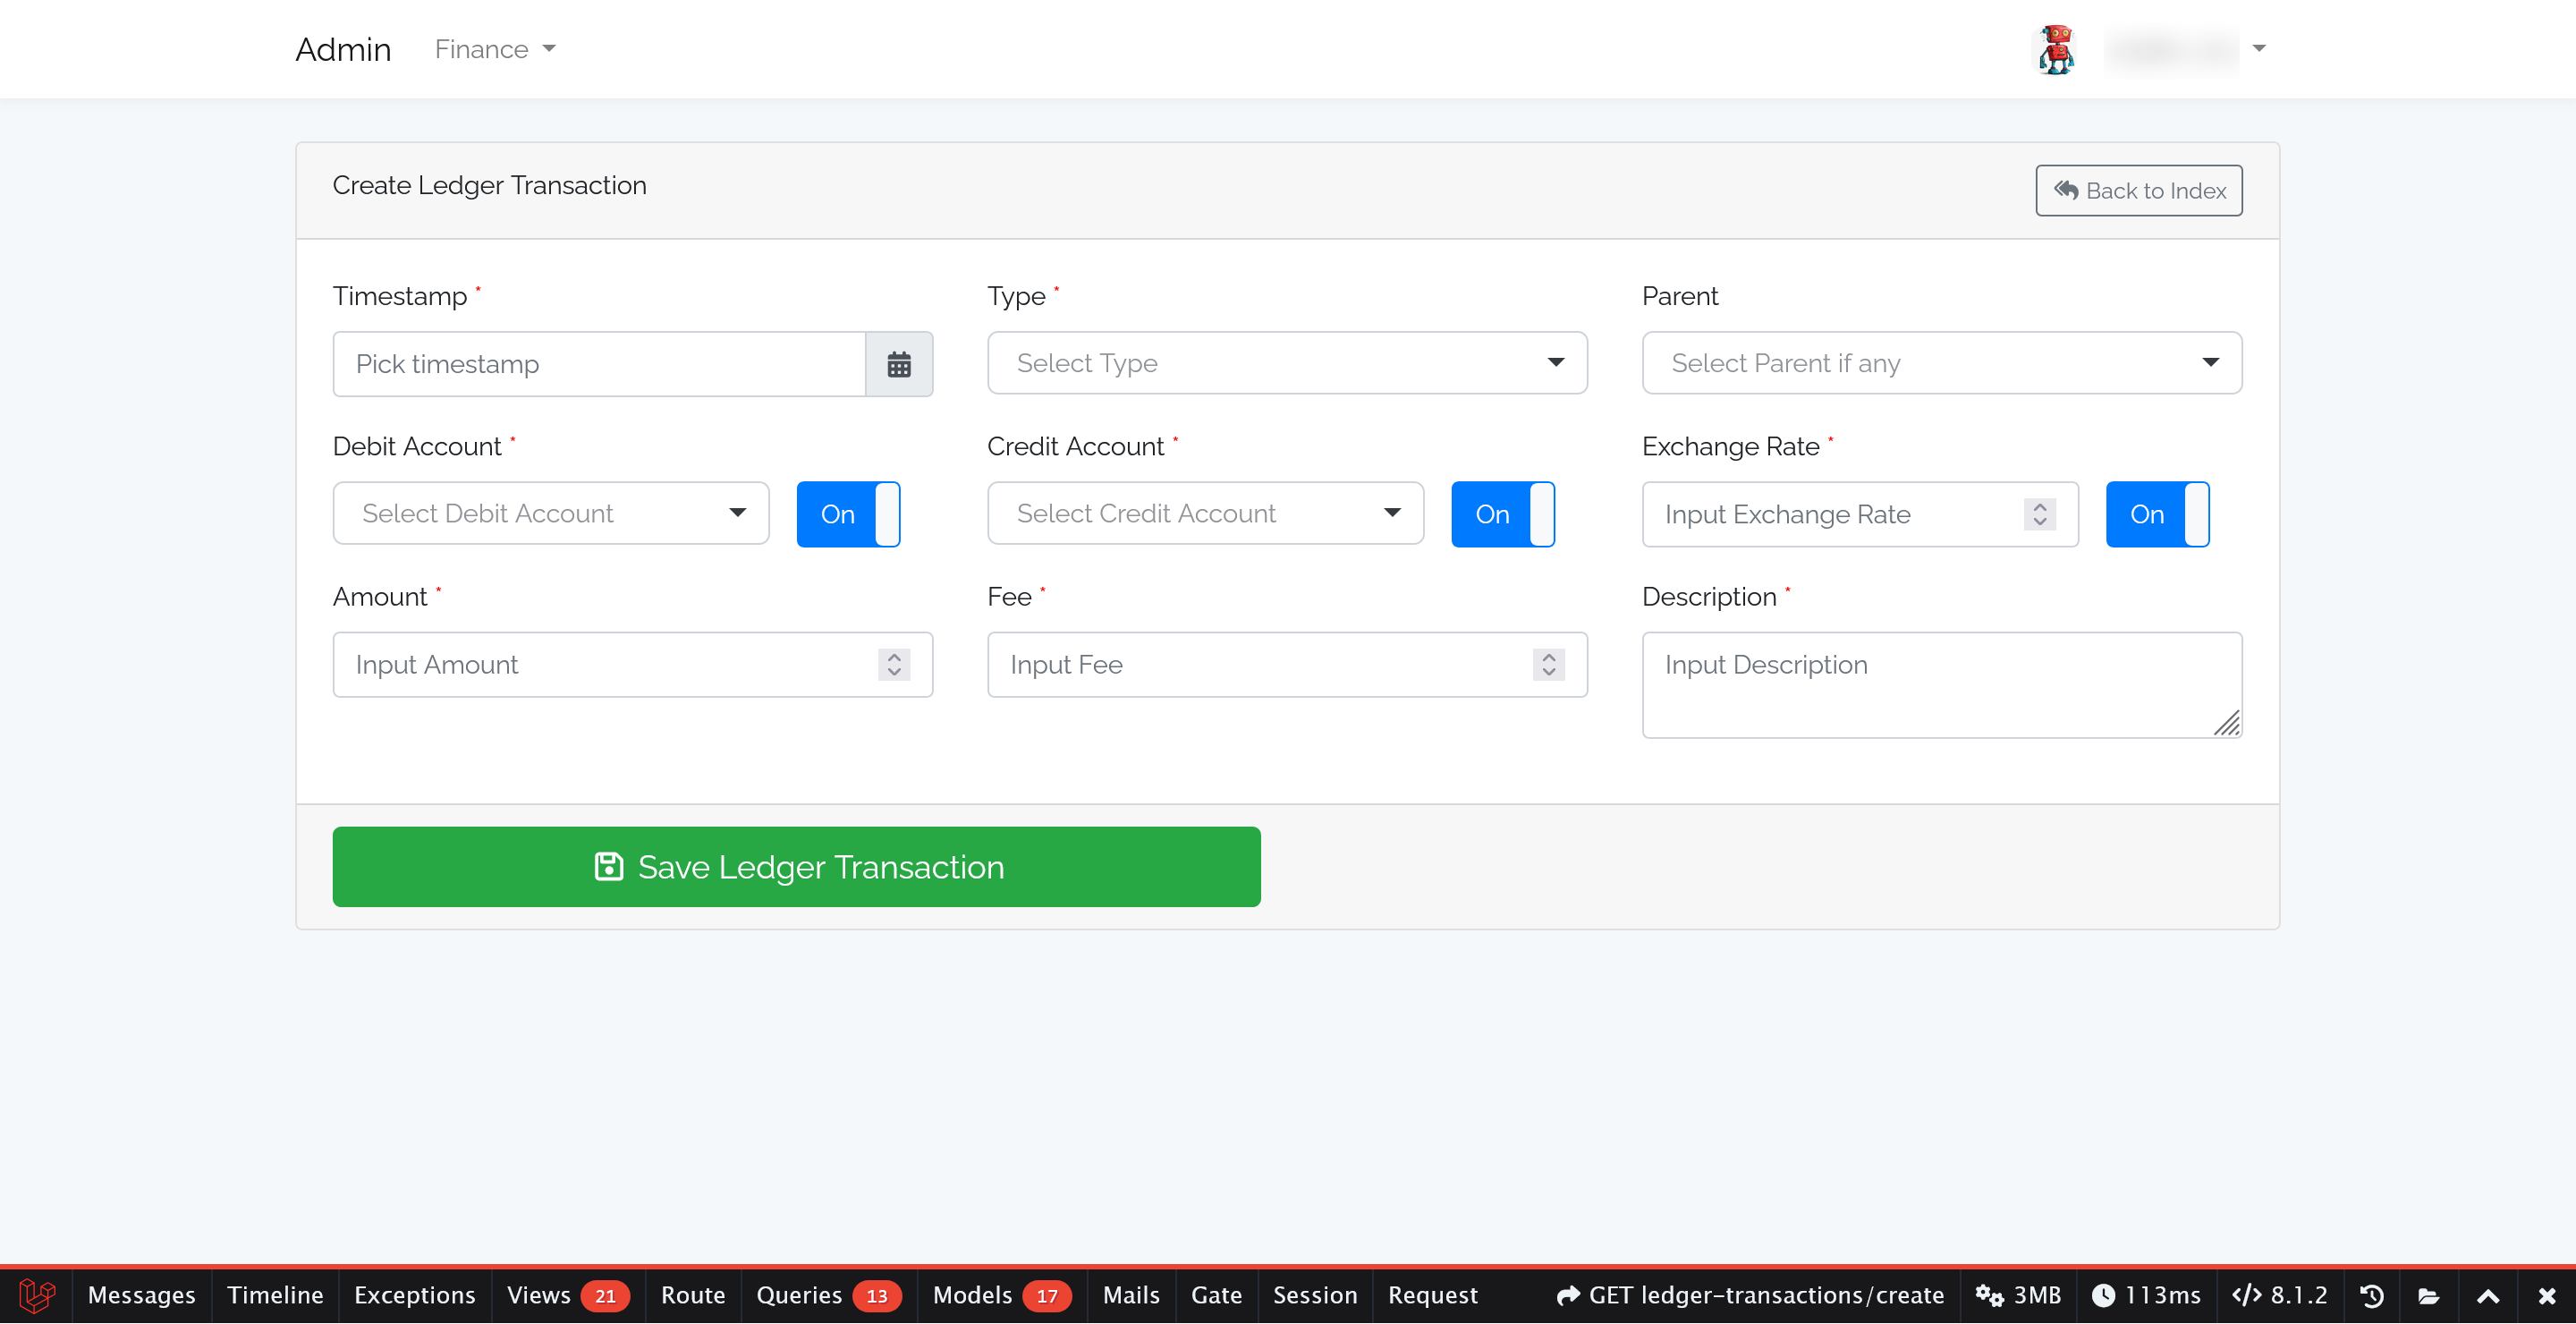 Admin Finance
Create Ledger Transaction Back to Index
Timestamp * Type * Parent
Pick timestamp Select Type Select Parent if any
Debit Account * Credit Account * Exchange Rate *
Select Debit Account On Select Credit Account On Input Exchange Rate On
Amount * Fee * Description *
Input Amount Input Fee Input Description
Save Ledger Transaction
Messages Timeline Exceptions Views 21 Route Queries 13 Models 17 Mails Gate Session Request GET ledger-transactions/create 3MB 113ms </> 8.1.2